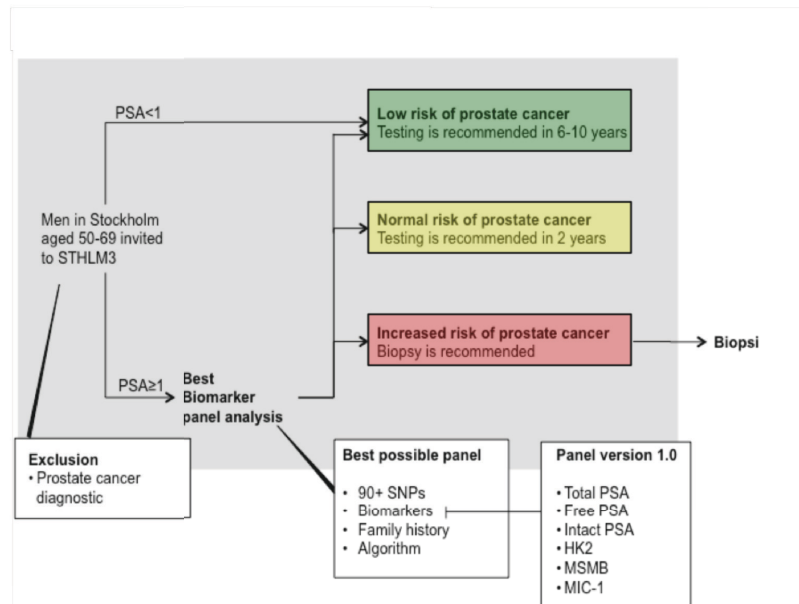 PSA<1
Low risk of prostate cancer
Testing is recommended in 6-10 years
Men in Stockholm
aged 50-69 invited
to STHLM3
Normal risk of prostate cancer
Testing is recommended in 2 years
Increased risk of prostate cancer
Biopsy is recommended
Biopsi
PSA≥1
Best
Biomarker
panel analysis
Exclusion
• Prostate cancer
diagnostic
Best possible panel
• 90+ SNPs
- Biomarkers
• Family history
• Algorithm
Panel version 1.0
• Total PSA
- Free PSA
• Intact PSA
• HK2
• MSMB
• MIC-1